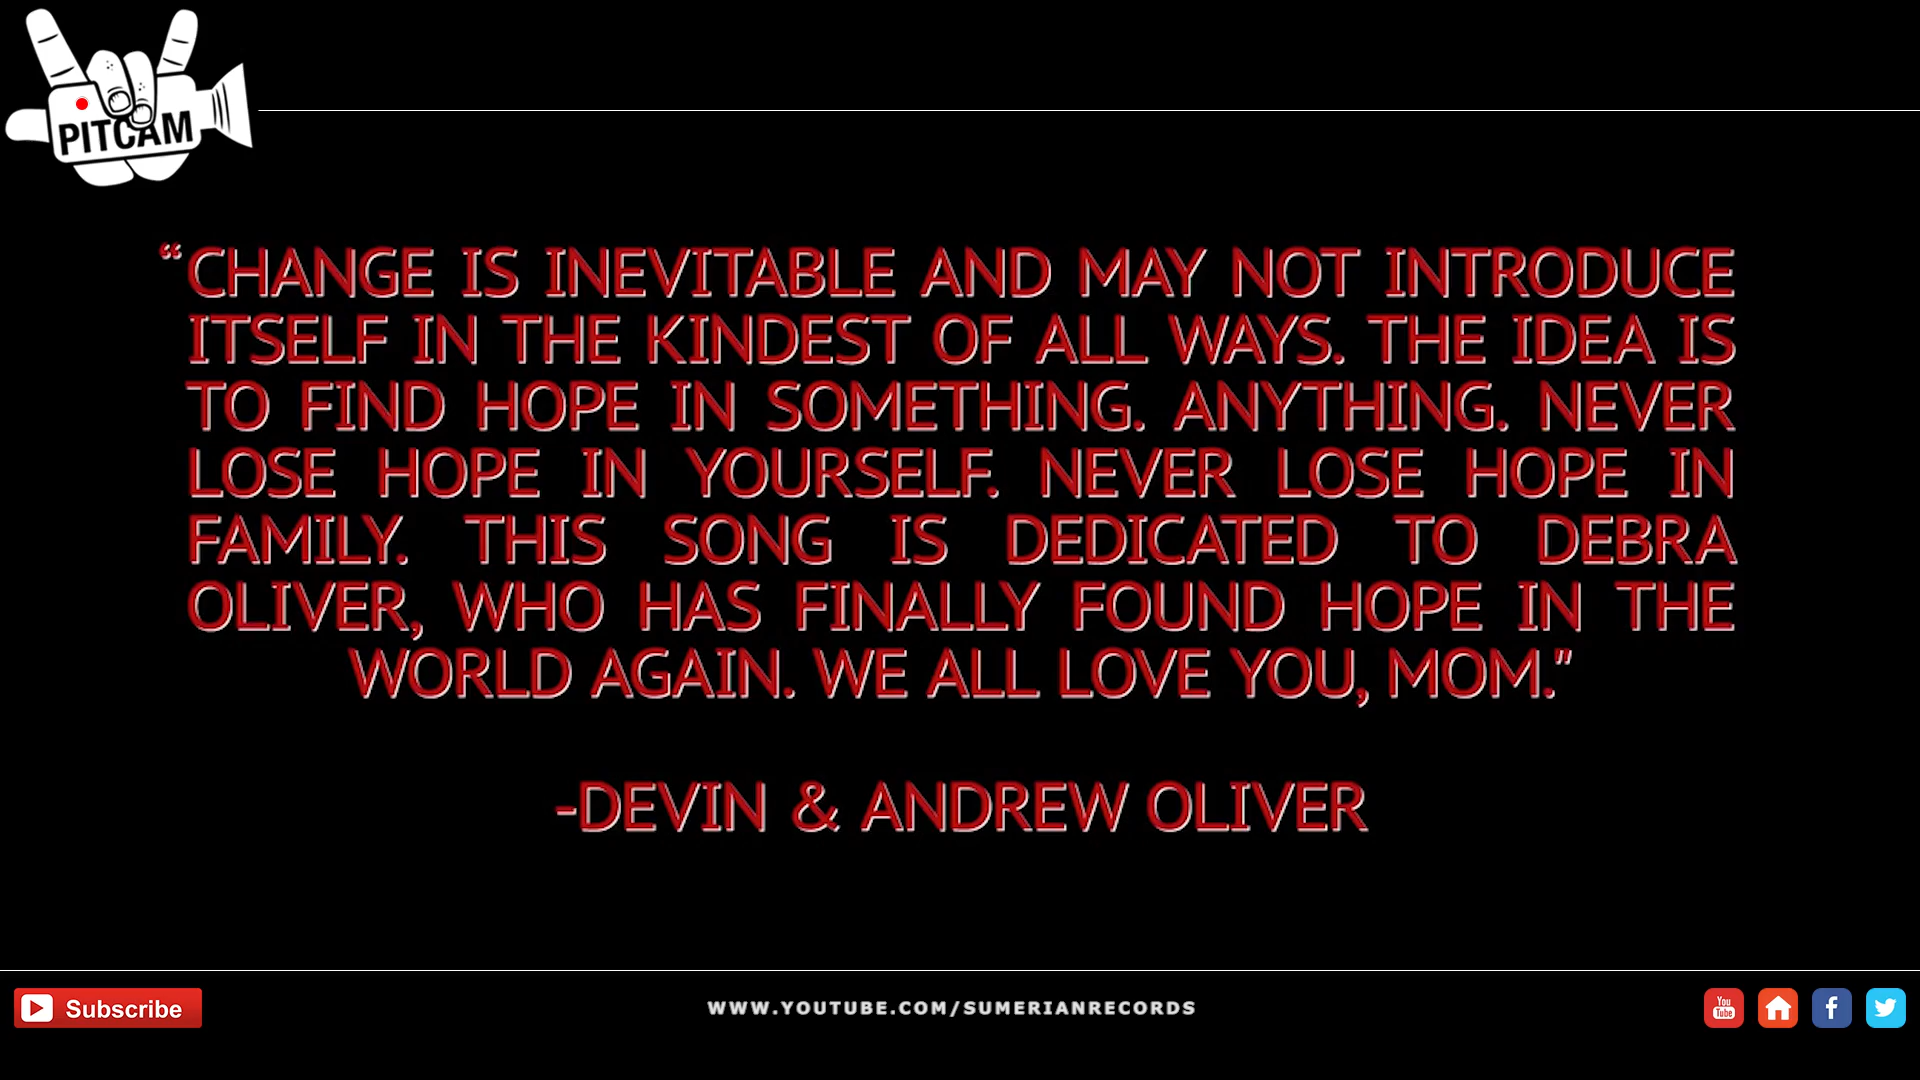 PITCAM
“CHANGE IS INEVITABLE AND MAY NOT INTRODUCE
ITSELF IN THE KINDEST OF ALL WAYS. THE IDEA IS
TO FIND HOPE IN SOMETHING. ANYTHING. NEVER
LOSE HOPE IN YOURSELF. NEVER LOSE HOPE IN
FAMILY. THIS SONG IS DEDICATED TO DEBRA
OLIVER, WHO HAS FINALLY FOUND HOPE IN THE
WORLD AGAIN. WE ALL LOVE YOU, MOM."
-DEVIN & ANDREW OLIVER
Subscribe
WWW.YOUTUBE.COM/SUMERIANRECORDS
You
Tube